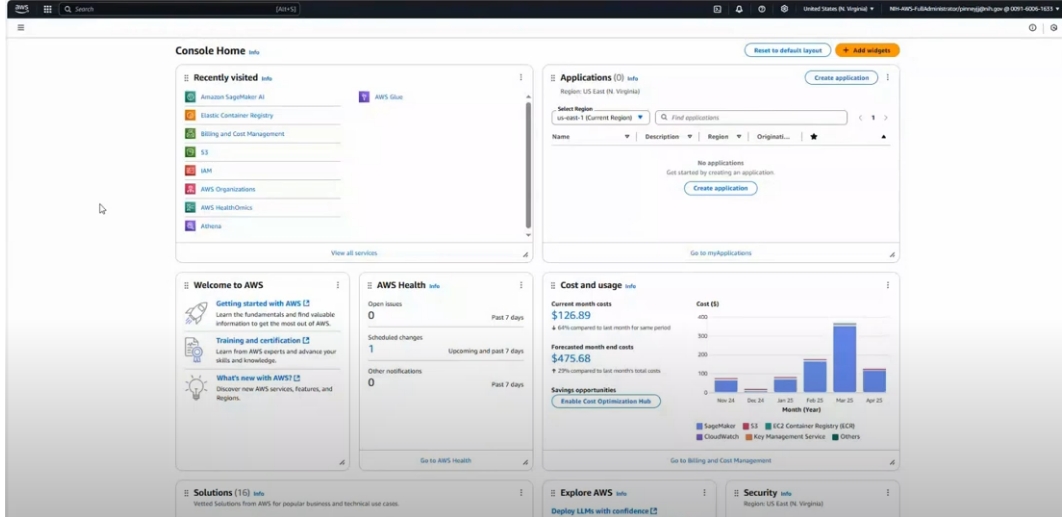 aws
Search [Alt+S] United States (N. Virginia) NIH-AWS-FullAdministrator/pinneyjj@nih.gov @ 0091-6006-1633
Console Home Info
Reset to default layout + Add widgets
Recently visited Info
Amazon SageMaker AI AWS Glue
Elastic Container Registry
Billing and Cost Management
S3
IAM
AWS Organizations
AWS HealthOmics
Athena
View all services
Applications (0) Info
Create application
Region: US East (N. Virginia)
Select Region
us-east-1 (Current Region) Find applications 1
Name Description Region Originati...
No applications
Get started by creating an application.
Create application
Go to myApplications
Welcome to AWS
Getting started with AWS
Learn the fundamentals and find valuable
information to get the most out of AWS.
Training and certification
Learn from AWS experts and advance your
skills and knowledge.
What's new with AWS?
Discover new AWS services, features, and
Regions.
AWS Health Info
Open issues
0 Past 7 days
Scheduled changes
1 Upcoming and past 7 days
Other notifications
0 Past 7 days
Go to AWS Health
Cost and usage Info
Current month costs
$126.89
64% compared to last month for same period
Forecasted month end costs
$475.68
29% compared to last month's total costs
Savings opportunities
Enable Cost Optimization Hub
Cost ($)
400
300
200
100
0
Nov 24 Dec 24 Jan 25 Feb 25 Mar 25 Apr 25
Month (Year)
SageMaker S3 EC2 Container Registry (ECR)
CloudWatch Key Management Service Others
Go to Billing and Cost Management
Solutions (16) Info
Vetted Solutions from AWS for popular business and technical use cases.
Explore AWS Info
Deploy LLMs with confidence
Security Info
Region: US East (N. Virginia)